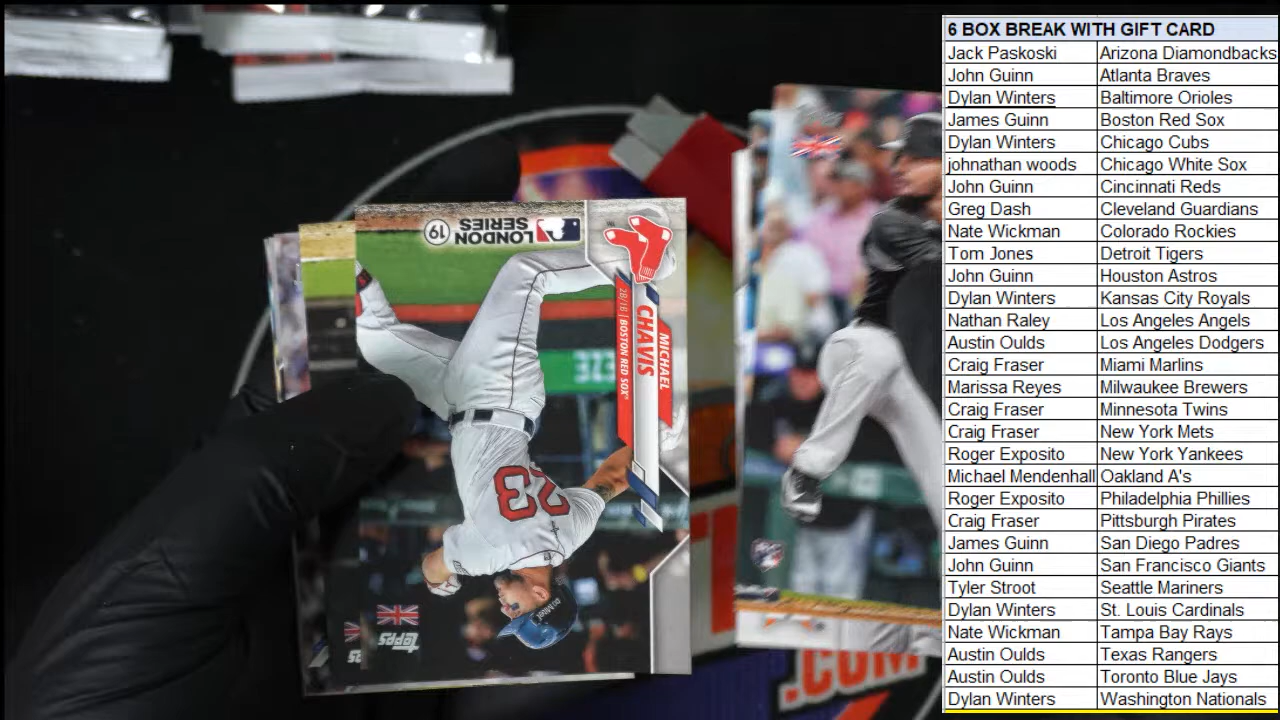 6 BOX BREAK WITH GIFT CARD
Jack Paskoski Arizona Diamondbacks
John Guinn Atlanta Braves
Dylan Winters Baltimore Orioles
James Guinn Boston Red Sox
Dylan Winters Chicago Cubs
johnathan woods Chicago White Sox
John Guinn Cincinnati Reds
Greg Dash Cleveland Guardians
Nate Wickman Colorado Rockies
Tom Jones Detroit Tigers
John Guinn Houston Astros
Dylan Winters Kansas City Royals
Nathan Raley Los Angeles Angels
Austin Oulds Los Angeles Dodgers
Craig Fraser Miami Marlins
Marissa Reyes Milwaukee Brewers
Craig Fraser Minnesota Twins
Craig Fraser New York Mets
Roger Exposito New York Yankees
Michael Mendenhall Oakland A's
Roger Exposito Philadelphia Phillies
Craig Fraser Pittsburgh Pirates
James Guinn San Diego Padres
John Guinn San Francisco Giants
Tyler Stroot Seattle Mariners
Dylan Winters St. Louis Cardinals
Nate Wickman Tampa Bay Rays
Austin Oulds Texas Rangers
Austin Oulds Toronto Blue Jays
Dylan Winters Washington Nationals
LONDON
SERIES
19
MICHAEL
CHAVIS
2B/1B | BOSTON RED SOX
23
topps
.COM